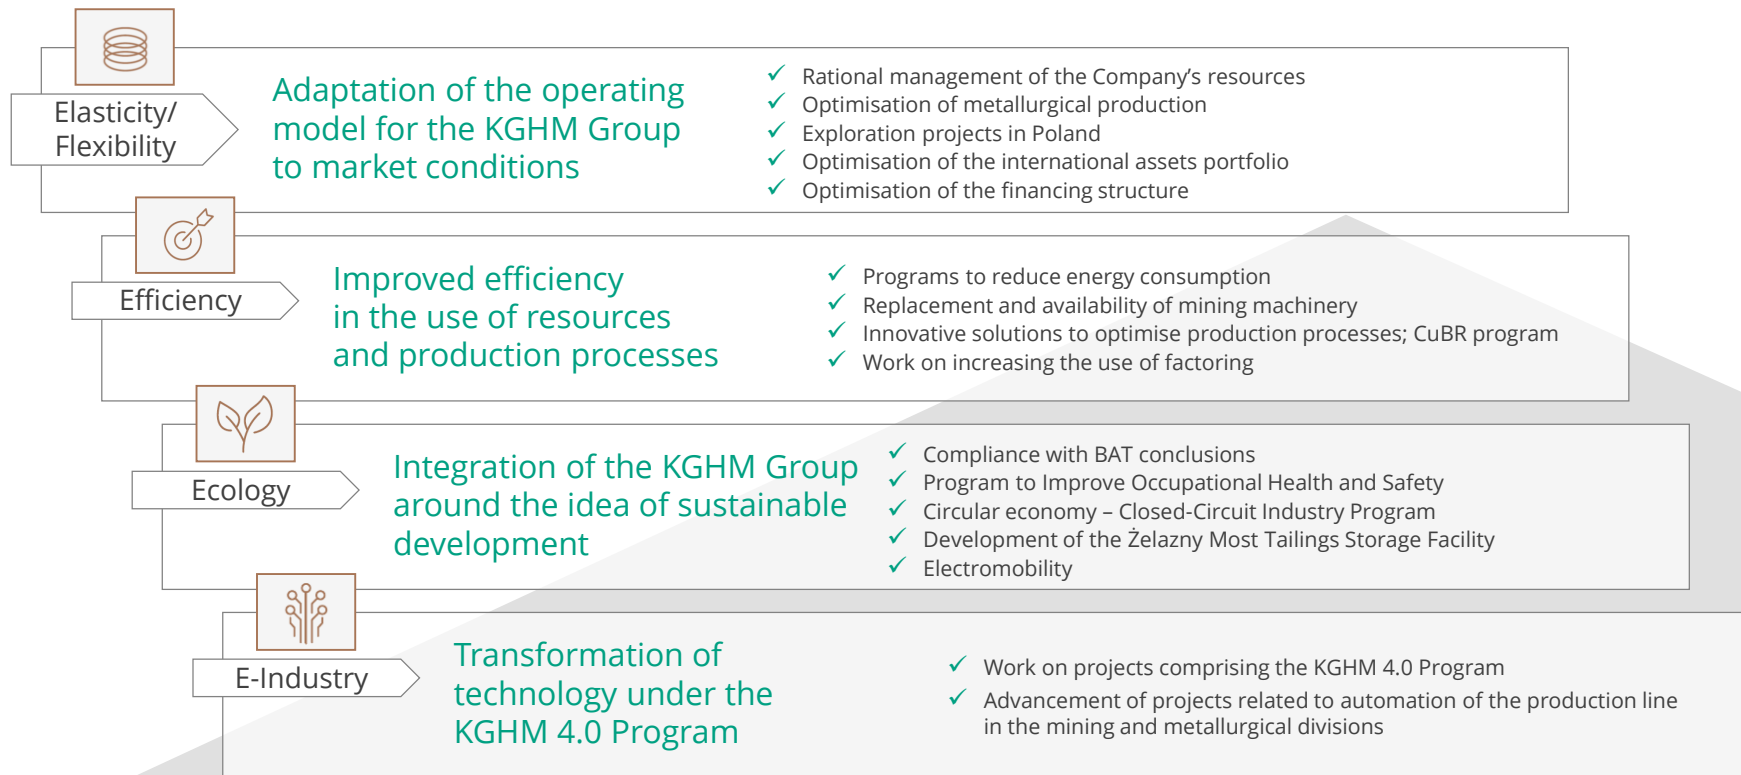 Elasticity/
Flexibility
Adaptation of the operating
model for the KGHM Group
to market conditions
✓ Rational management of the Company’s resources
✓ Optimisation of metallurgical production
✓ Exploration projects in Poland
✓ Optimisation of the international assets portfolio
✓ Optimisation of the financing structure
Efficiency
Improved efficiency
in the use of resources
and production processes
✓ Programs to reduce energy consumption
✓ Replacement and availability of mining machinery
✓ Innovative solutions to optimise production processes; CuBR program
✓ Work on increasing the use of factoring
Ecology
Integration of the KGHM Group
around the idea of sustainable
development
✓ Compliance with BAT conclusions
✓ Program to Improve Occupational Health and Safety
✓ Circular economy – Closed-Circuit Industry Program
✓ Development of the Żelazny Most Tailings Storage Facility
✓ Electromobility
E-Industry
Transformation of
technology under the
KGHM 4.0 Program
✓ Work on projects comprising the KGHM 4.0 Program
✓ Advancement of projects related to automation of the production line
in the mining and metallurgical divisions